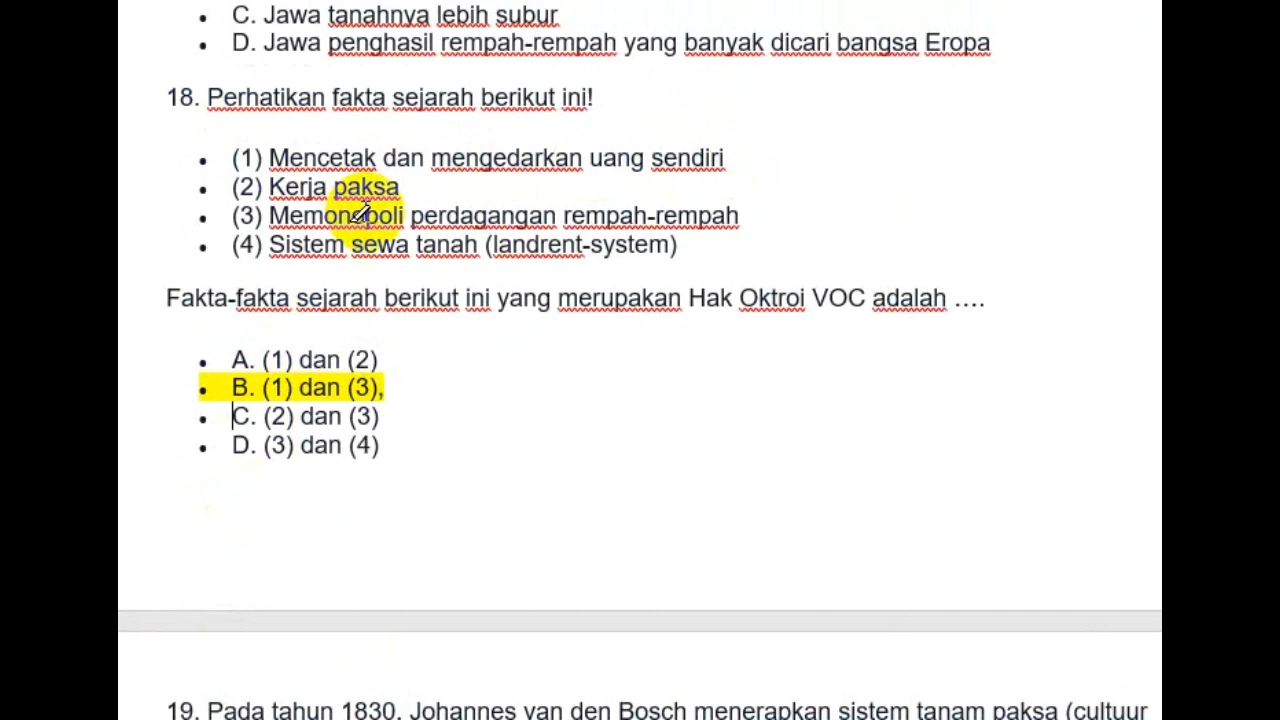 • C. Jawa tanahnya lebih subur
• D. Jawa penghasil rempah-rempah yang banyak dicari bangsa Eropa
18. Perhatikan fakta sejarah berikut ini!
• (1) Mencetak dan mengedarkan uang sendiri
• (2) Kerja paksa
• (3) Memonopoli perdagangan rempah-rempah
• (4) Sistem sewa tanah (landrent-system)
Fakta-fakta sejarah berikut ini yang merupakan Hak Oktroi VOC adalah ….
• A. (1) dan (2)
• B. (1) dan (3),
• C. (2) dan (3)
• D. (3) dan (4)
19. Pada tahun 1830, Johannes van den Bosch menerapkan sistem tanam paksa (cultuur